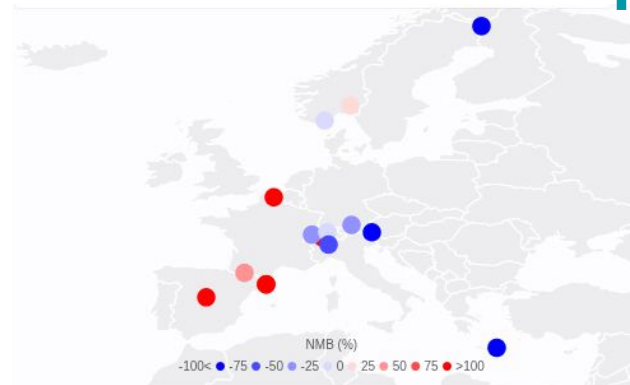 NMB (%)
-100< ● -75 ● -50 ● -25 ● 0 ● 25 ● 50 ● 75 ● >100